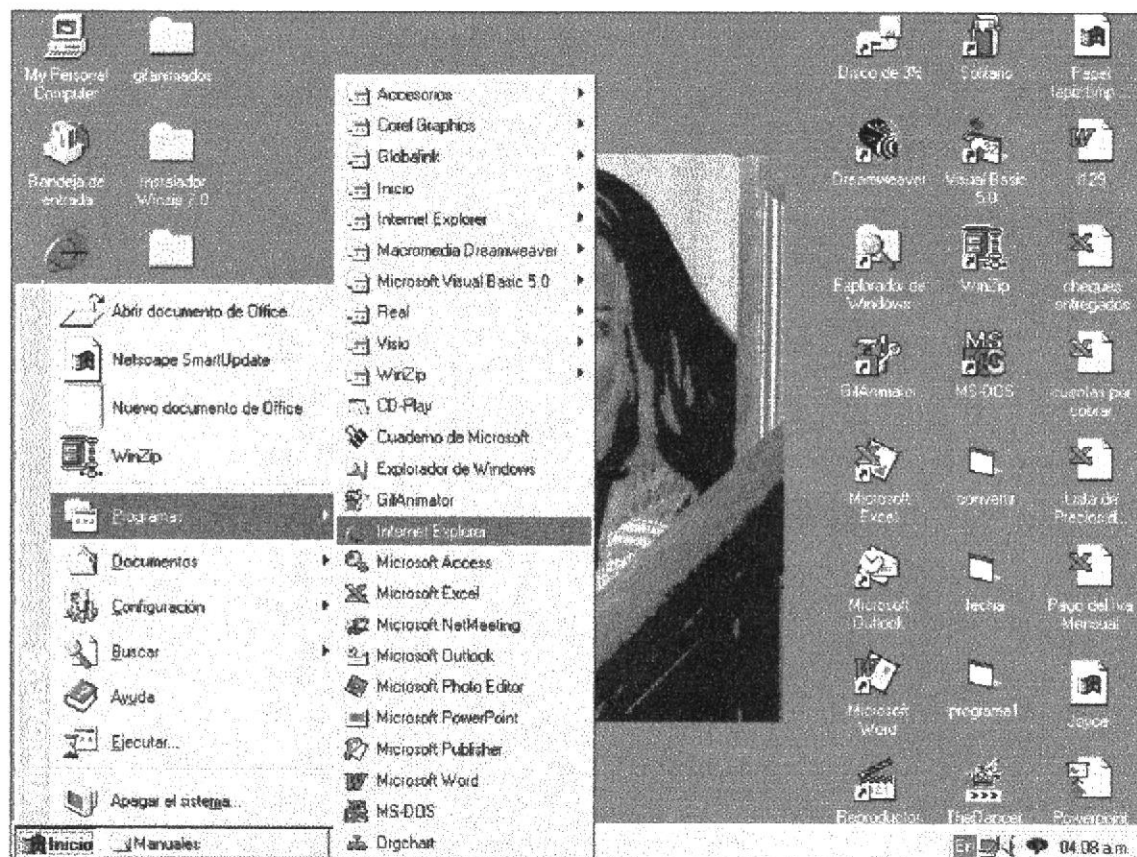 My Personal
Computer
gifanimados
Bandeja de
entrada
Instalador
Winzip 7.0
Abrir documento de Office...
Netscape SmartUpdate
Nuevo documento de Office
WinZip
Programas
Documentos
Configuración
Buscar
Ayuda
Ejecutar...
Apagar el sistema...
Inicio
Manuales
Accesorios
Corel Graphics
Globalink
Inicio
Internet Explorer
Macromedia Dreamweaver
Microsoft Visual Basic 5.0
Real
Visio
WinZip
CD-Play
Cuaderno de Microsoft
Explorador de Windows
GifAnimator
Internet Explorer
Microsoft Access
Microsoft Excel
Microsoft NetMeeting
Microsoft Outlook
Microsoft Photo Editor
Microsoft PowerPoint
Microsoft Publisher
Microsoft Word
MS-DOS
Orgchart
Disco de 3½
Solitario
Papel
tapiz.bmp...
Dreamweaver
Visual Basic
5.0
Explorador de
Windows
WinZip
cheques
entregados
GifAnimator
MS
MS-DOS
cuentas por
cobrar
Microsoft
Excel
convertir
Lista de
Precios d...
Microsoft
Outlook
fecha
Pago del Iva
Mensual
Microsoft
Word
programa1
Joyce
Reproductor
TheDancer
Powerpoint
En
04:08 a.m.